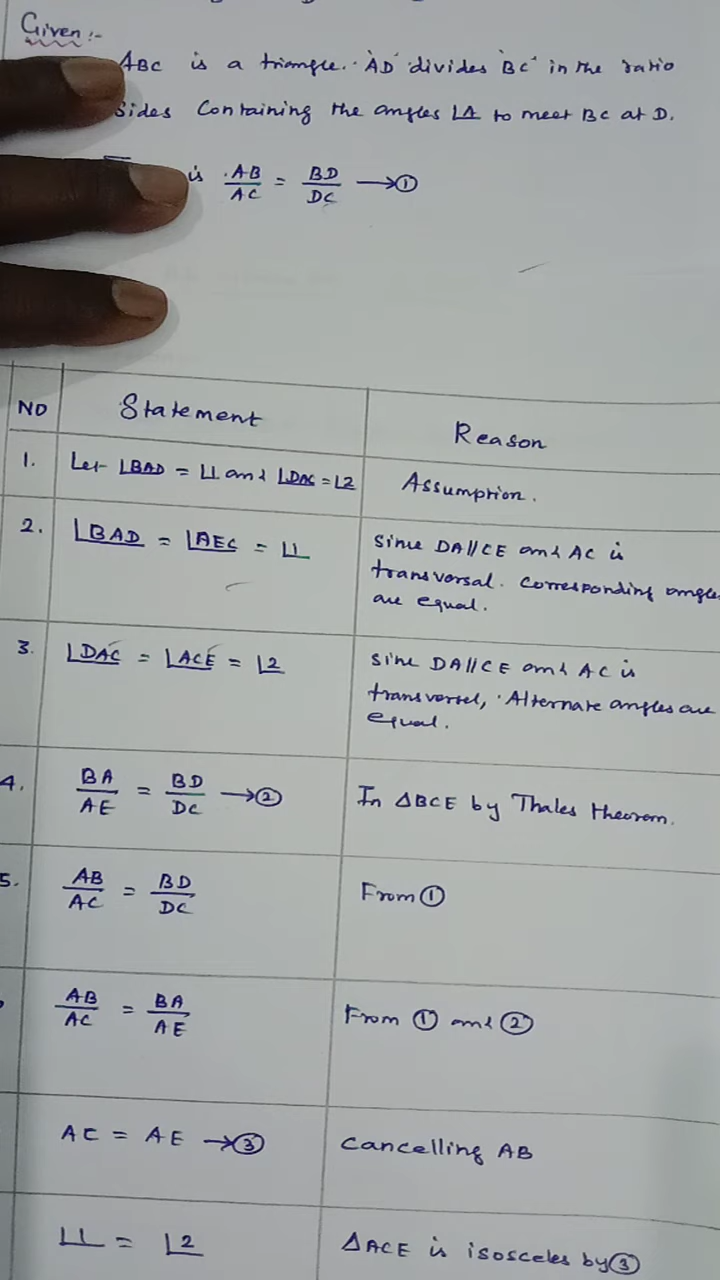 Given :-
ABC is a triangle. AD divides BC in the ratio
Sides Containing the angles ∠A to meet BC at D.
is AB/AC = BD/DC → ①
NO Statement Reason
1. Let ∠BAD = ∠1 and ∠DAC = ∠2 Assumption.
2. ∠BAD = ∠AEC = ∠1
since DA∥CE and AC is
transversal. Corresponding angles
are equal.
3. ∠DAC = ∠ACE = ∠2
since DA∥CE and AC is
transversel, Alternate angles are
equal.
4. BA/AE = BD/DC → ② In ΔBCE by Thales theorem.
5. AB/AC = BD/DC From ①
AB/AC = BA/AE From ① and ②
AC = AE → ③ Cancelling AB
∠1 = ∠2 ΔACE is isosceles by ③